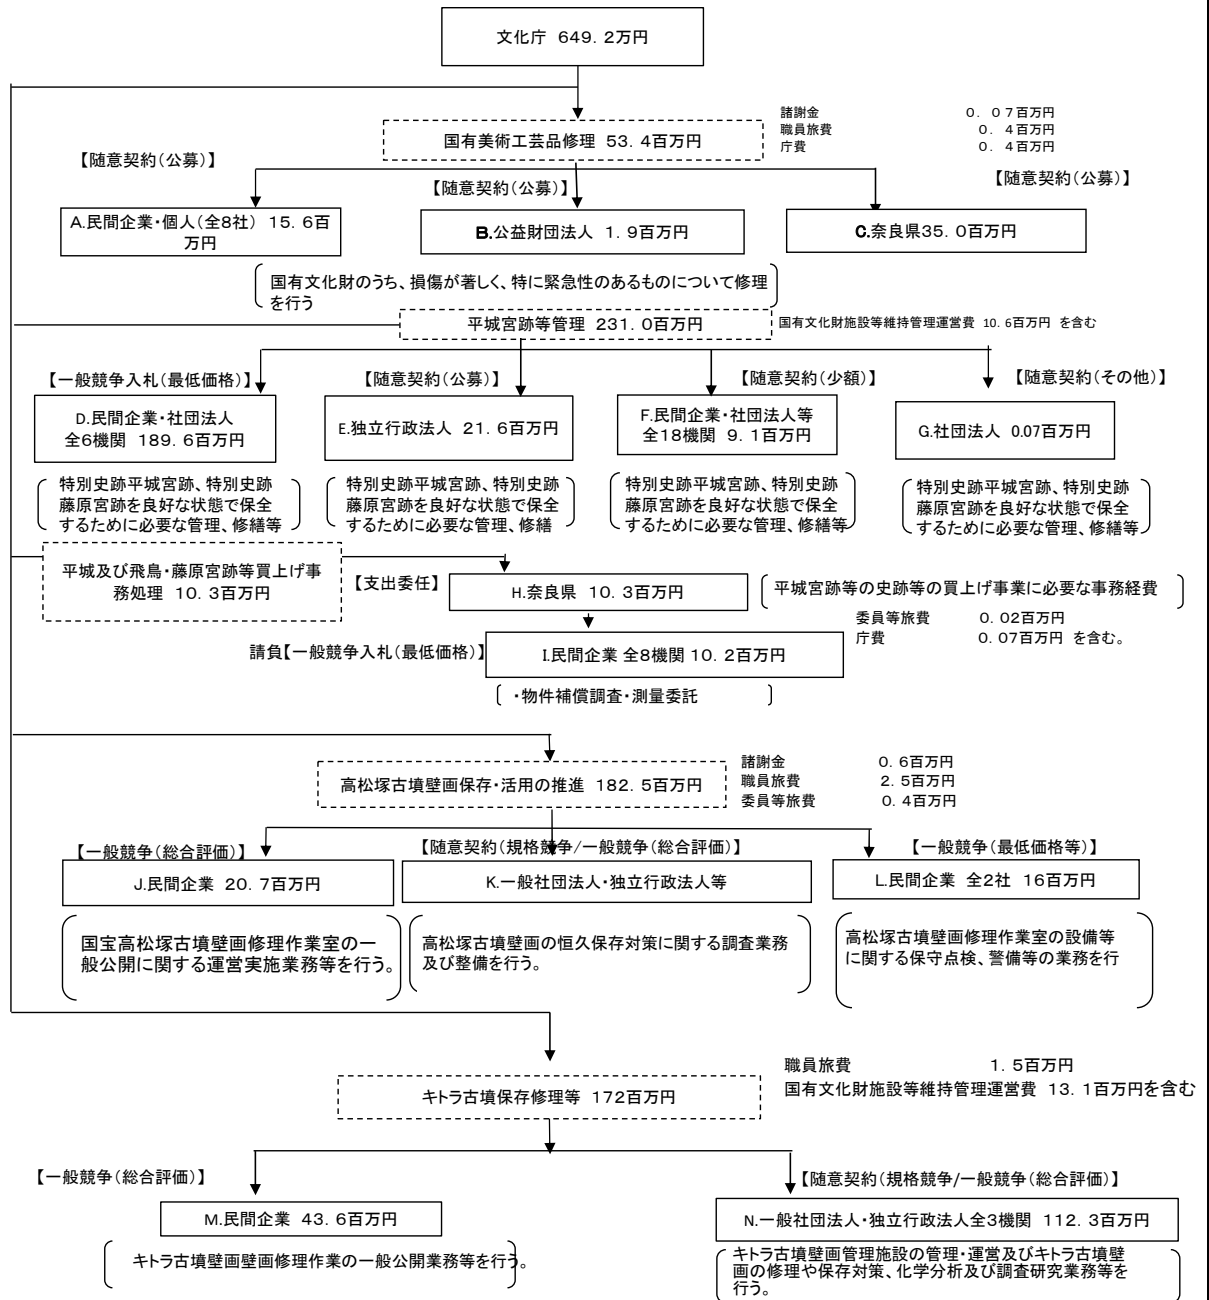 文化庁 649．2万円
諸謝金 0．07百万円
職員旅費 0．4百万円
庁費 0．4百万円
国有美術工芸品修理 53．4百万円
【随意契約（公募）】
【随意契約（公募）】
【随意契約（公募）】
A.民間企業・個人（全8社） 15．6百
万円
B.公益財団法人 1．9百万円
C.奈良県35．0百万円
国有文化財のうち、損傷が著しく、特に緊急性のあるものについて修理
を行う
平城宮跡等管理 231．0百万円
国有文化財施設等維持管理運営費 10．6百万円 を含む
【一般競争入札（最低価格）】
【随意契約（公募）】
【随意契約（少額）】
【随意契約（その他）】
D.民間企業・社団法人
全6機関 189．6百万円
E.独立行政法人 21．6百万円
F.民間企業・社団法人等
全18機関 9．1百万円
G.社団法人 0.07百万円
特別史跡平城宮跡、特別史跡
藤原宮跡を良好な状態で保全
するために必要な管理、修繕等
特別史跡平城宮跡、特別史跡
藤原宮跡を良好な状態で保全
するために必要な管理、修繕
特別史跡平城宮跡、特別史跡
藤原宮跡を良好な状態で保全
するために必要な管理、修繕等
特別史跡平城宮跡、特別史跡
藤原宮跡を良好な状態で保全
するために必要な管理、修繕等
平城及び飛鳥・藤原宮跡等買上げ事
務処理 10．3百万円
【支出委任】
H.奈良県 10．3百万円
平城宮跡等の史跡等の買上げ事業に必要な事務経費
委員等旅費 0．02百万円
庁費 0．07百万円 を含む。
請負【一般競争入札（最低価格）】
I.民間企業 全8機関 10．2百万円
・物件補償調査・測量委託
高松塚古墳壁画保存・活用の推進 182．5百万円
諸謝金 0．6百万円
職員旅費 2．5百万円
委員等旅費 0．4百万円
【一般競争（総合評価）】
【随意契約（規格競争/一般競争（総合評価）】
【一般競争（最低価格等）】
J.民間企業 20．7百万円
K.一般社団法人・独立行政法人等
L.民間企業 全2社 16百万円
国宝高松塚古墳壁画修理作業室の一
般公開に関する運営実施業務等を行う。
高松塚古墳壁画の恒久保存対策に関する調査業務
及び整備を行う。
高松塚古墳壁画修理作業室の設備等
に関する保守点検、警備等の業務を行
職員旅費 1．5百万円
国有文化財施設等維持管理運営費 13．1百万円を含む
キトラ古墳保存修理等 172百万円
【一般競争（総合評価）】
【随意契約（規格競争/一般競争（総合評価）】
M.民間企業 43．6百万円
N.一般社団法人・独立行政法人全3機関 112．3百万円
キトラ古墳壁画壁画修理作業の一般公開業務等を行う。
キトラ古墳壁画管理施設の管理・運営及びキトラ古墳壁
画の修理や保存対策、化学分析及び調査研究業務等を
行う。